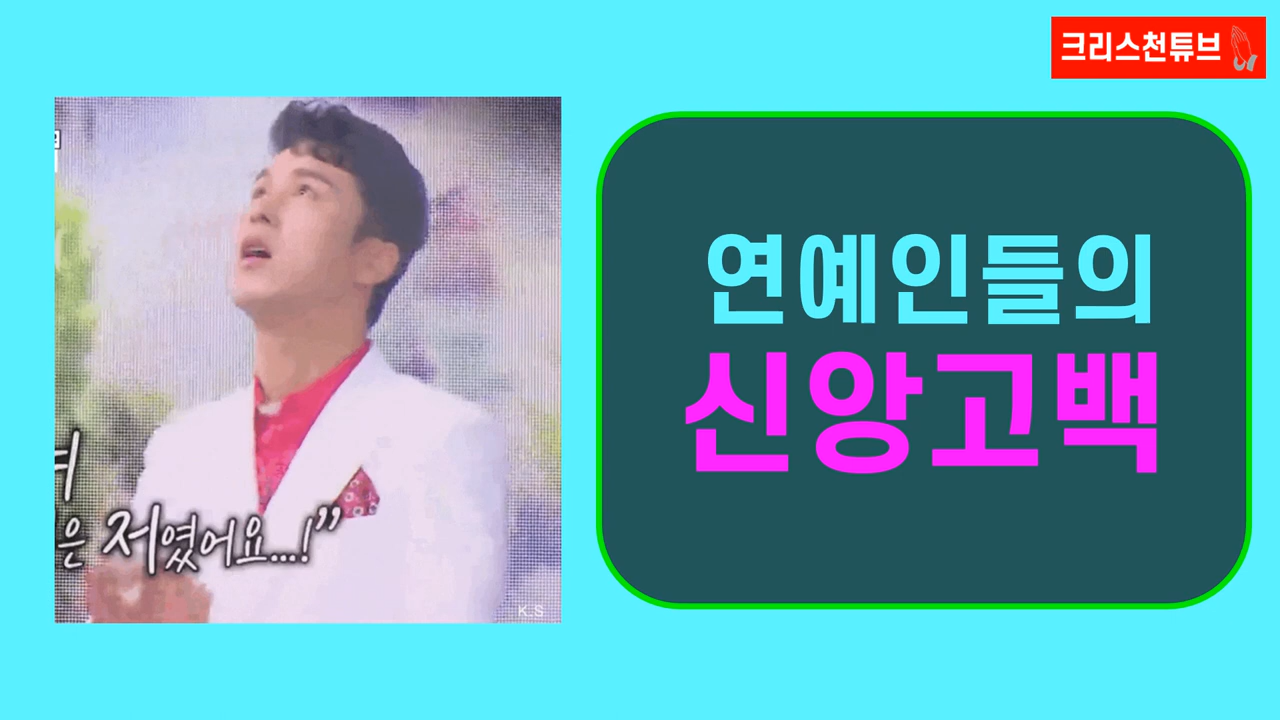 크리스천튜브
연예인들의
신앙고백
은 저였어요...!”
K.S